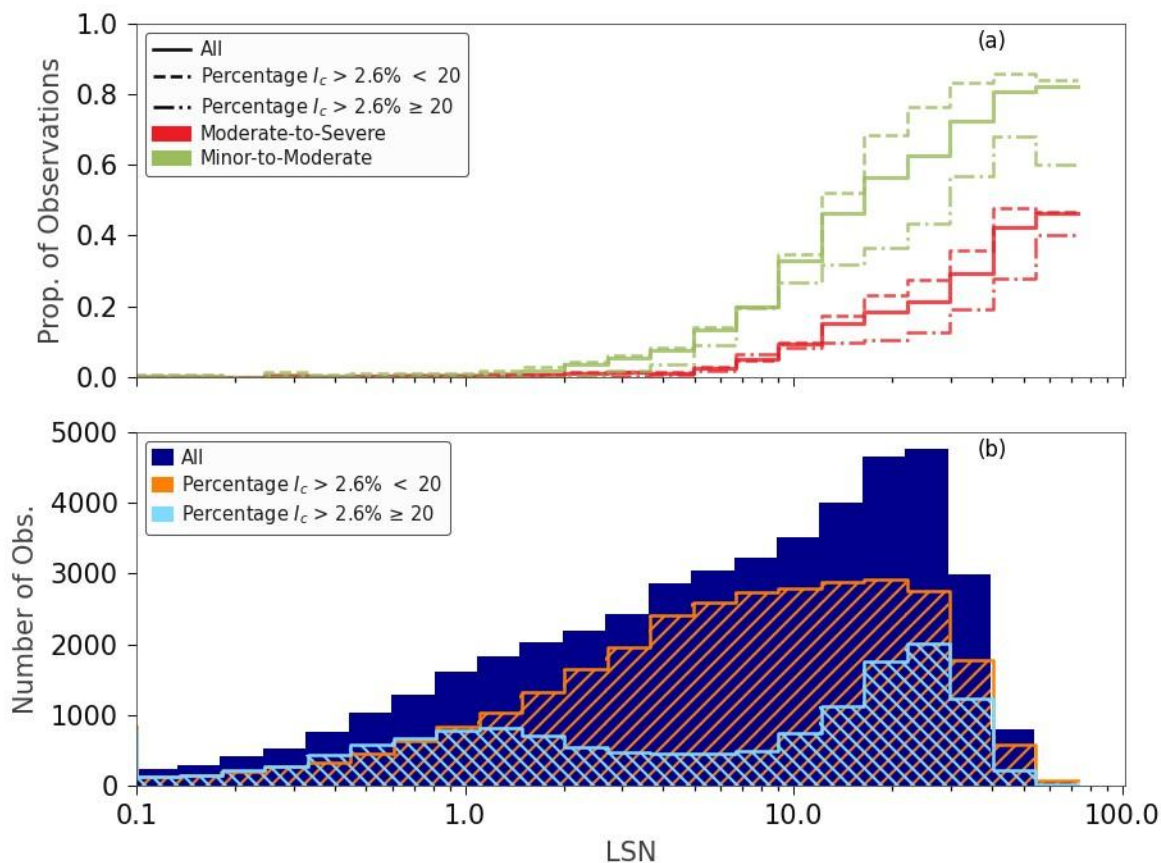 (a)
All
Percentage I_c > 2.6% < 20
Percentage I_c > 2.6% ≥ 20
Moderate-to-Severe
Minor-to-Moderate
Prop. of Observations
1.0
0.8
0.6
0.4
0.2
0.0
(b)
All
Percentage I_c > 2.6% < 20
Percentage I_c > 2.6% ≥ 20
Number of Obs.
5000
4000
3000
2000
1000
0
0.1 1.0 10.0 100.0
LSN